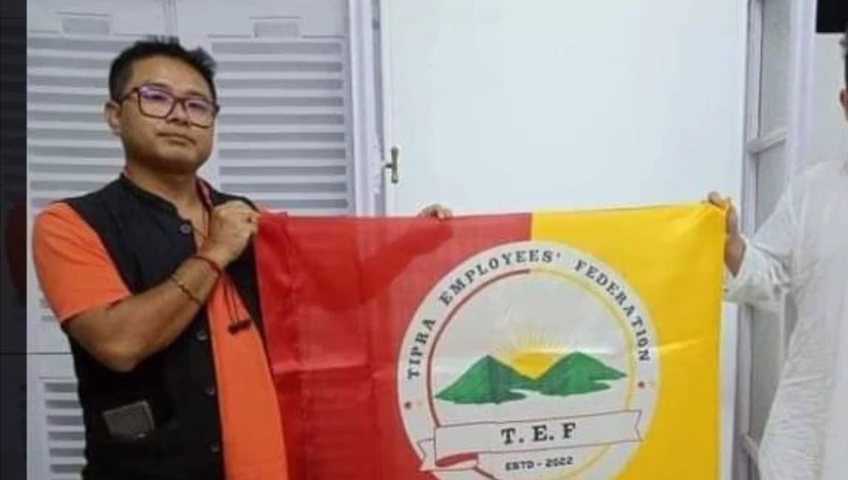 TIPRA EMPLOYEES' FEDERATION
T. E. F
ESTD - 2022